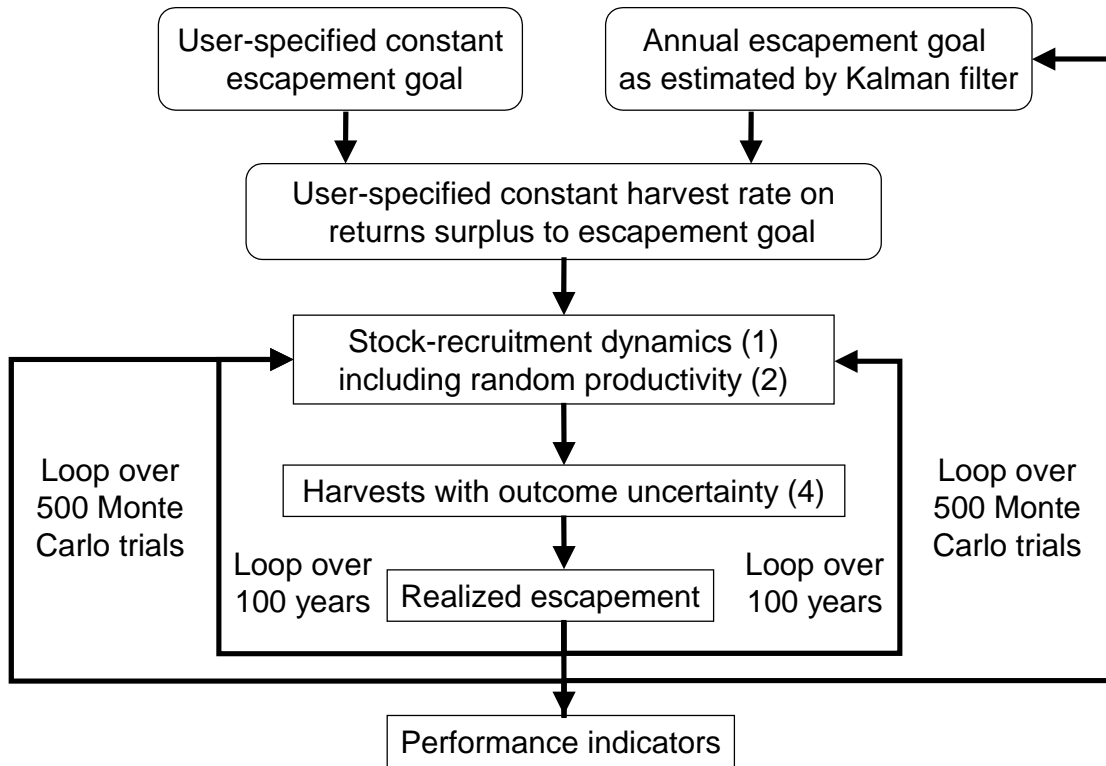 User-specified constant
escapement goal
Annual escapement goal
as estimated by Kalman filter
User-specified constant harvest rate on
returns surplus to escapement goal
Stock-recruitment dynamics (1)
including random productivity (2)
Loop over
500 Monte
Carlo trials
Harvests with outcome uncertainty (4)
Loop over
500 Monte
Carlo trials
Loop over
100 years
Realized escapement
Loop over
100 years
Performance indicators